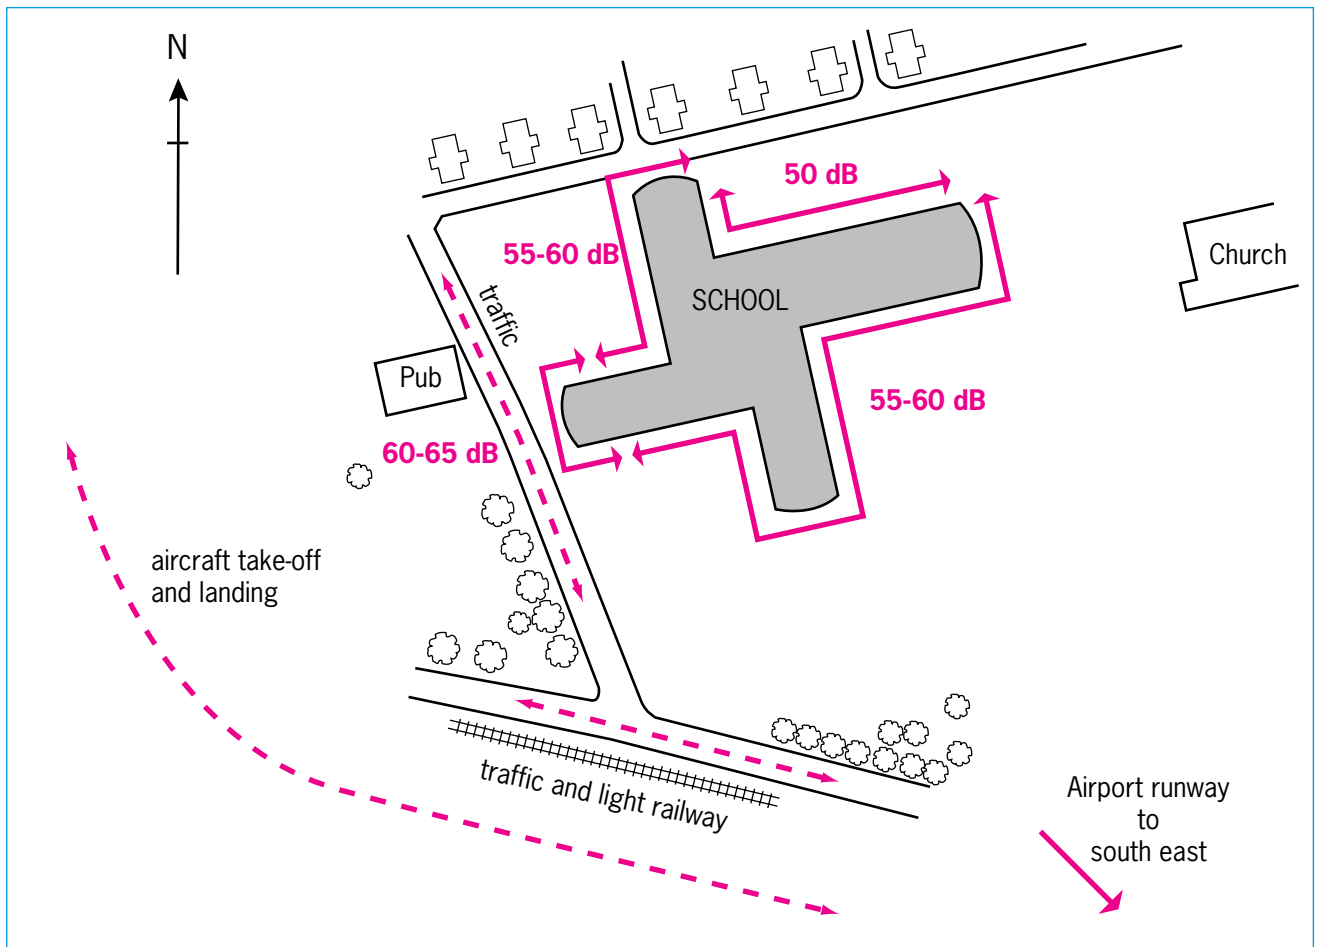 N
50 dB
55-60 dB
Church
SCHOOL
traffic
Pub
55-60 dB
60-65 dB
aircraft take-off
and landing
traffic and light railway
Airport runway
to
south east